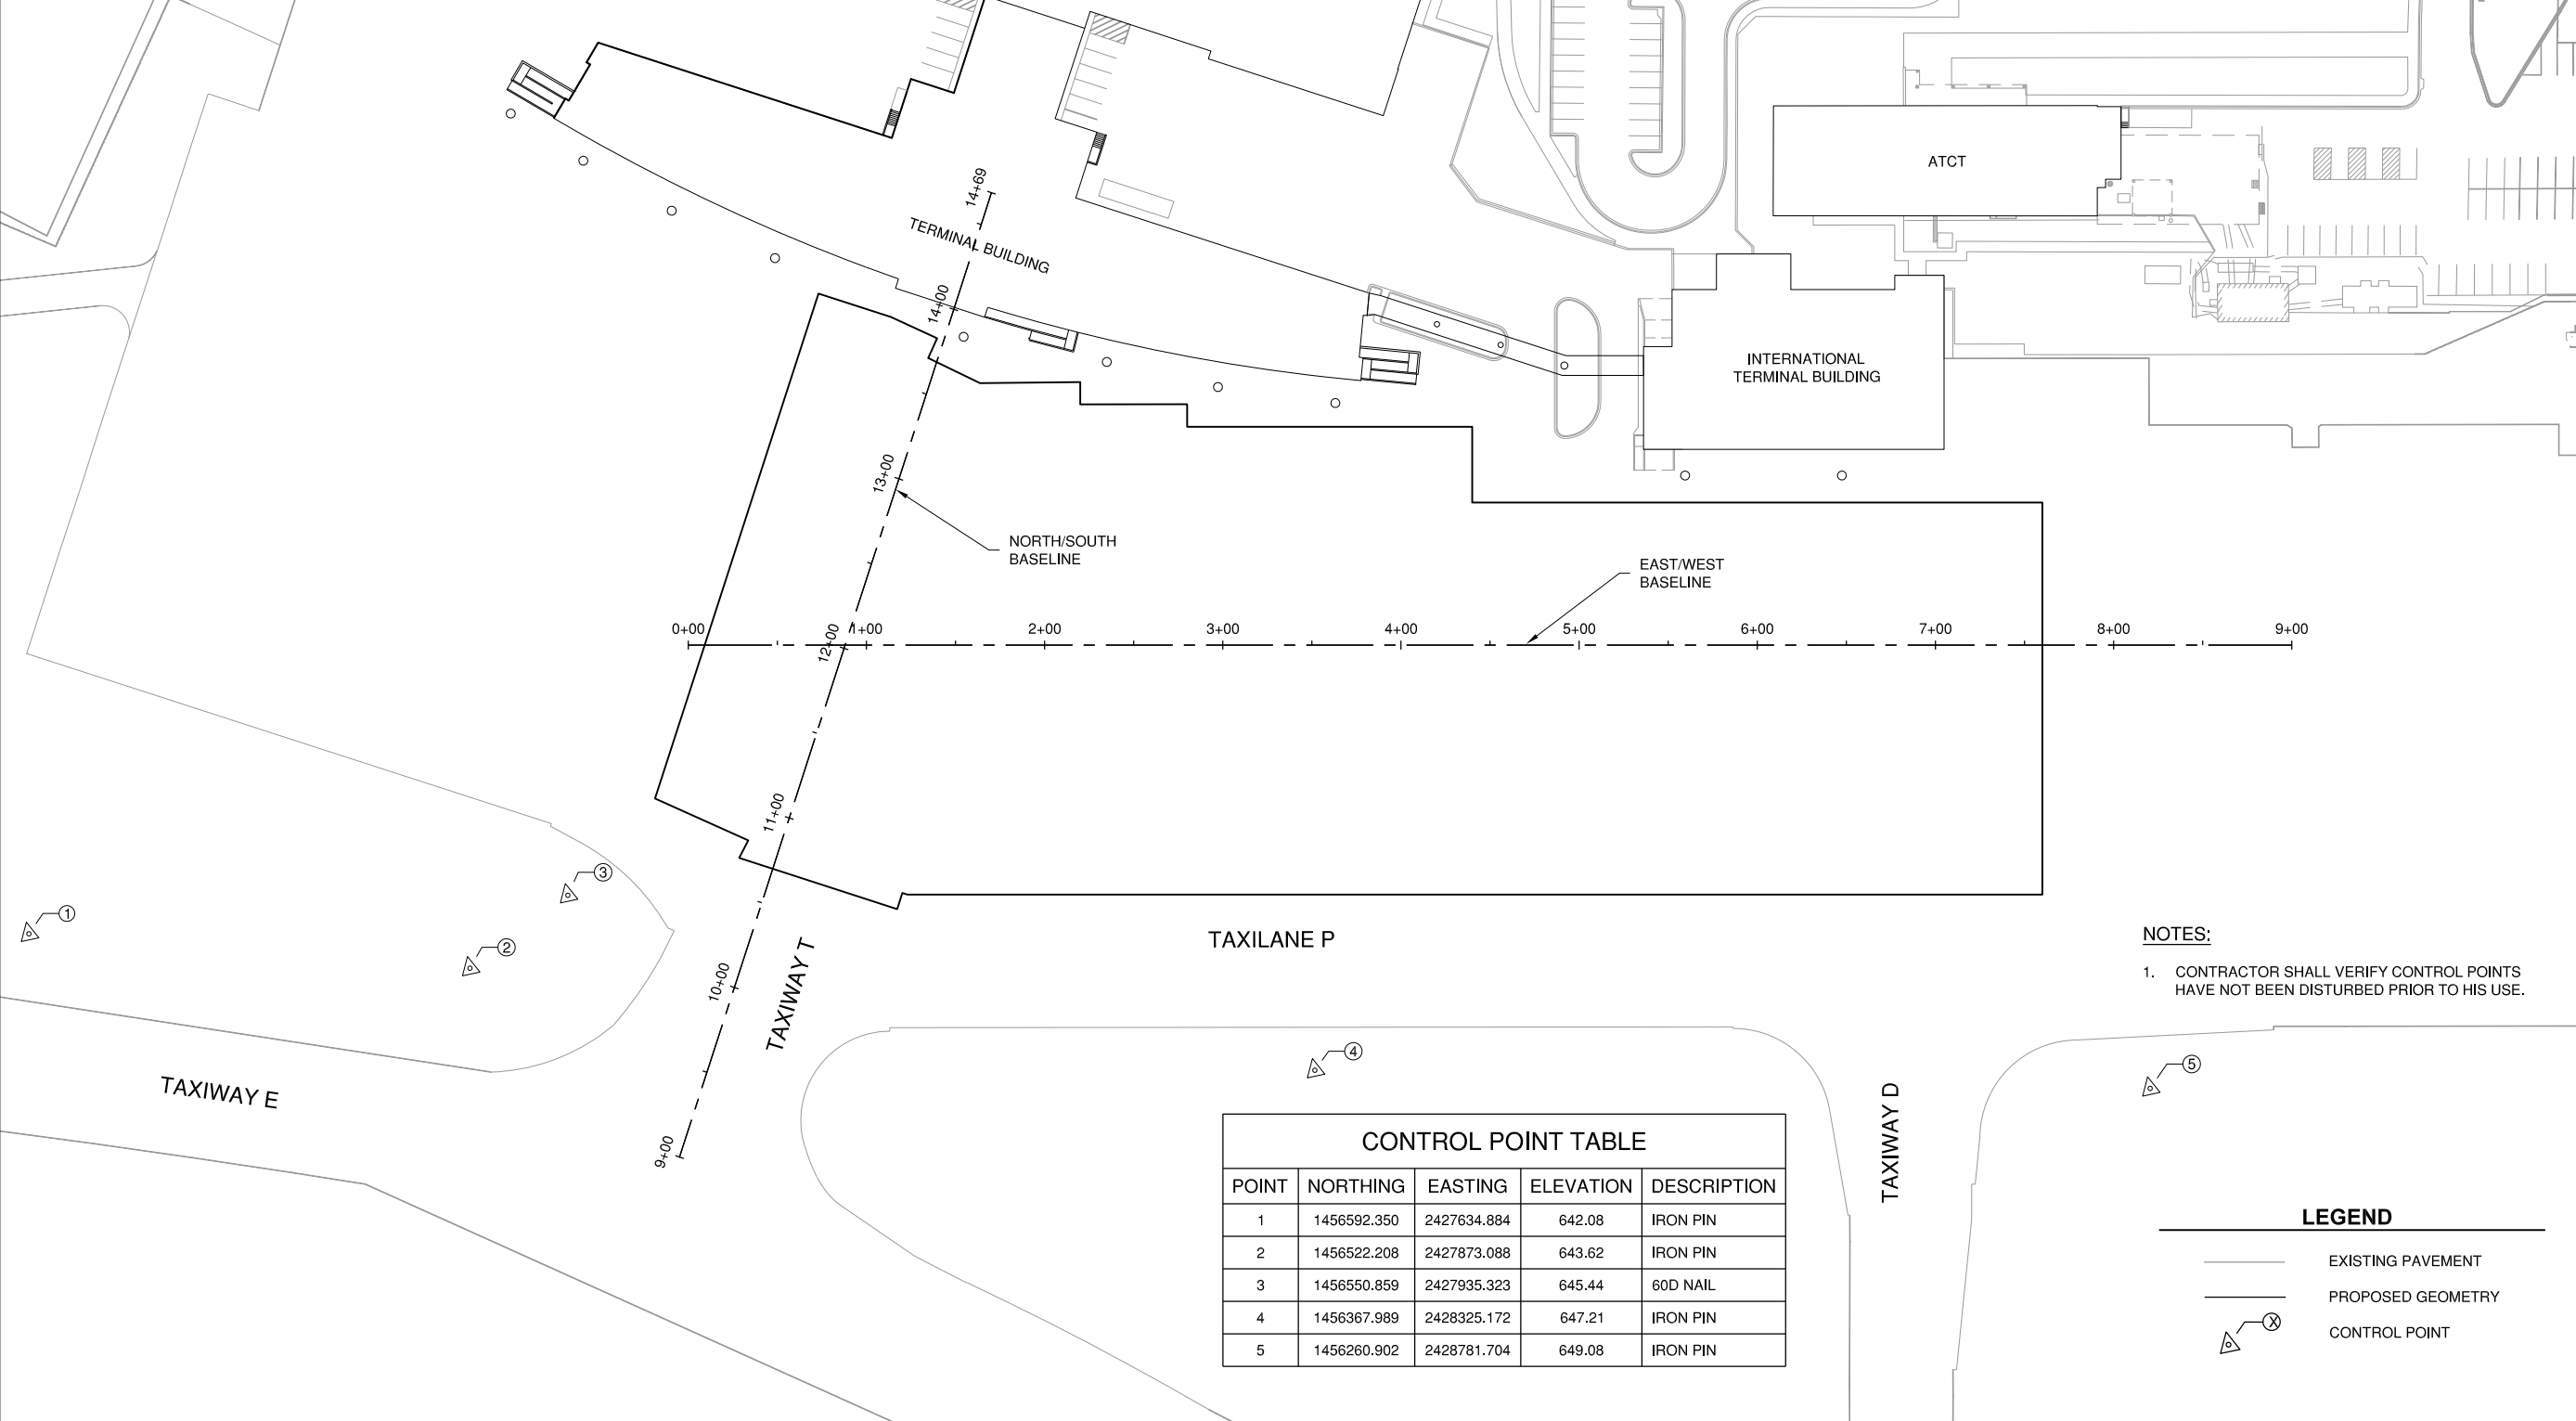 14+69
TERMINAL BUILDING
14+00
ATCT
INTERNATIONAL
TERMINAL BUILDING
13+00
NORTH/SOUTH
BASELINE
EAST/WEST
BASELINE
0+00 1+00 2+00 3+00 4+00 5+00 6+00 7+00 8+00 9+00
12+00
11+00
3
1
2
10+00
TAXIWAY T
TAXILANE P
NOTES:
1. CONTRACTOR SHALL VERIFY CONTROL POINTS
HAVE NOT BEEN DISTURBED PRIOR TO HIS USE.
4
5
TAXIWAY E
9+00
TAXIWAY D
CONTROL POINT TABLE
POINT NORTHING EASTING ELEVATION DESCRIPTION
1 1456592.350 2427634.884 642.08 IRON PIN
2 1456522.208 2427873.088 643.62 IRON PIN
3 1456550.859 2427935.323 645.44 60D NAIL
4 1456367.989 2428325.172 647.21 IRON PIN
5 1456260.902 2428781.704 649.08 IRON PIN
LEGEND
EXISTING PAVEMENT
PROPOSED GEOMETRY
X CONTROL POINT